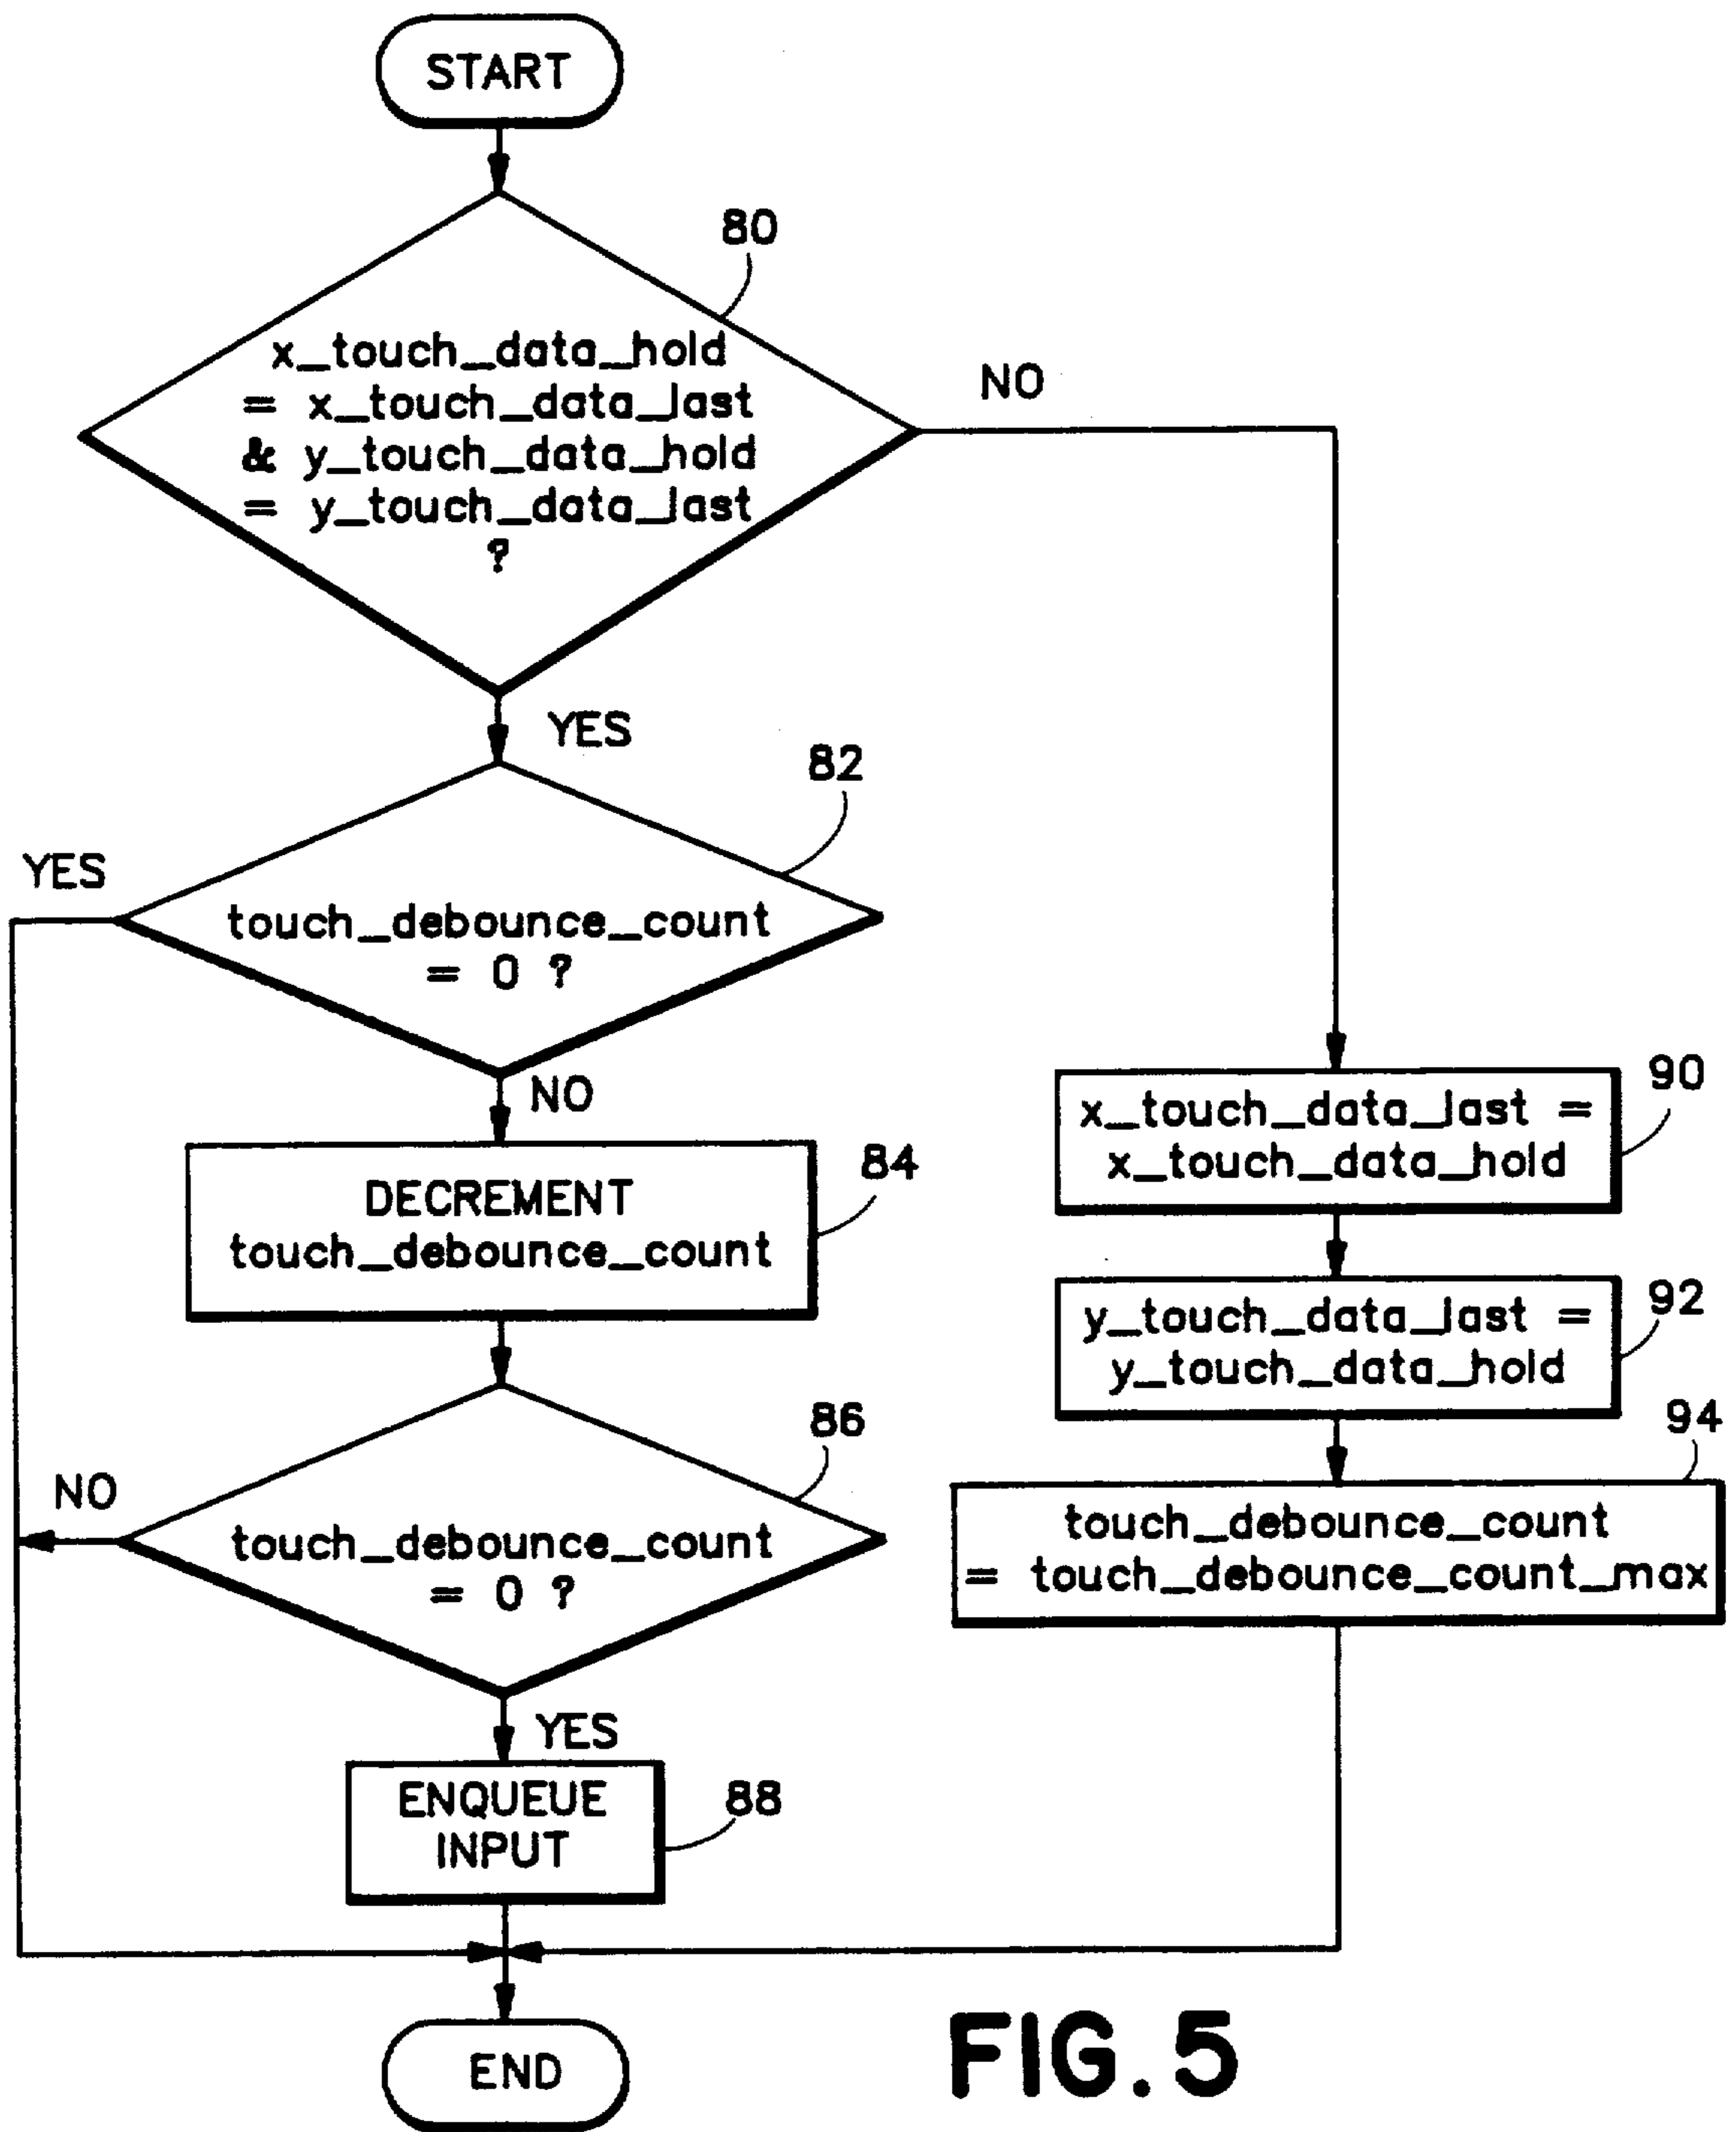 START
80
x_touch_data_hold
= x_touch_data_last
& y_touch_data_hold
= y_touch_data_last
?
NO
YES
82
YES
touch_debounce_count
= 0 ?
NO
DECREMENT
touch_debounce_count
84
86
NO
touch_debounce_count
= 0 ?
YES
ENQUEUE
INPUT
88
90
x_touch_data_last =
x_touch_data_hold
92
y_touch_data_last =
y_touch_data_hold
94
touch_debounce_count
= touch_debounce_count_max
END
FIG. 5